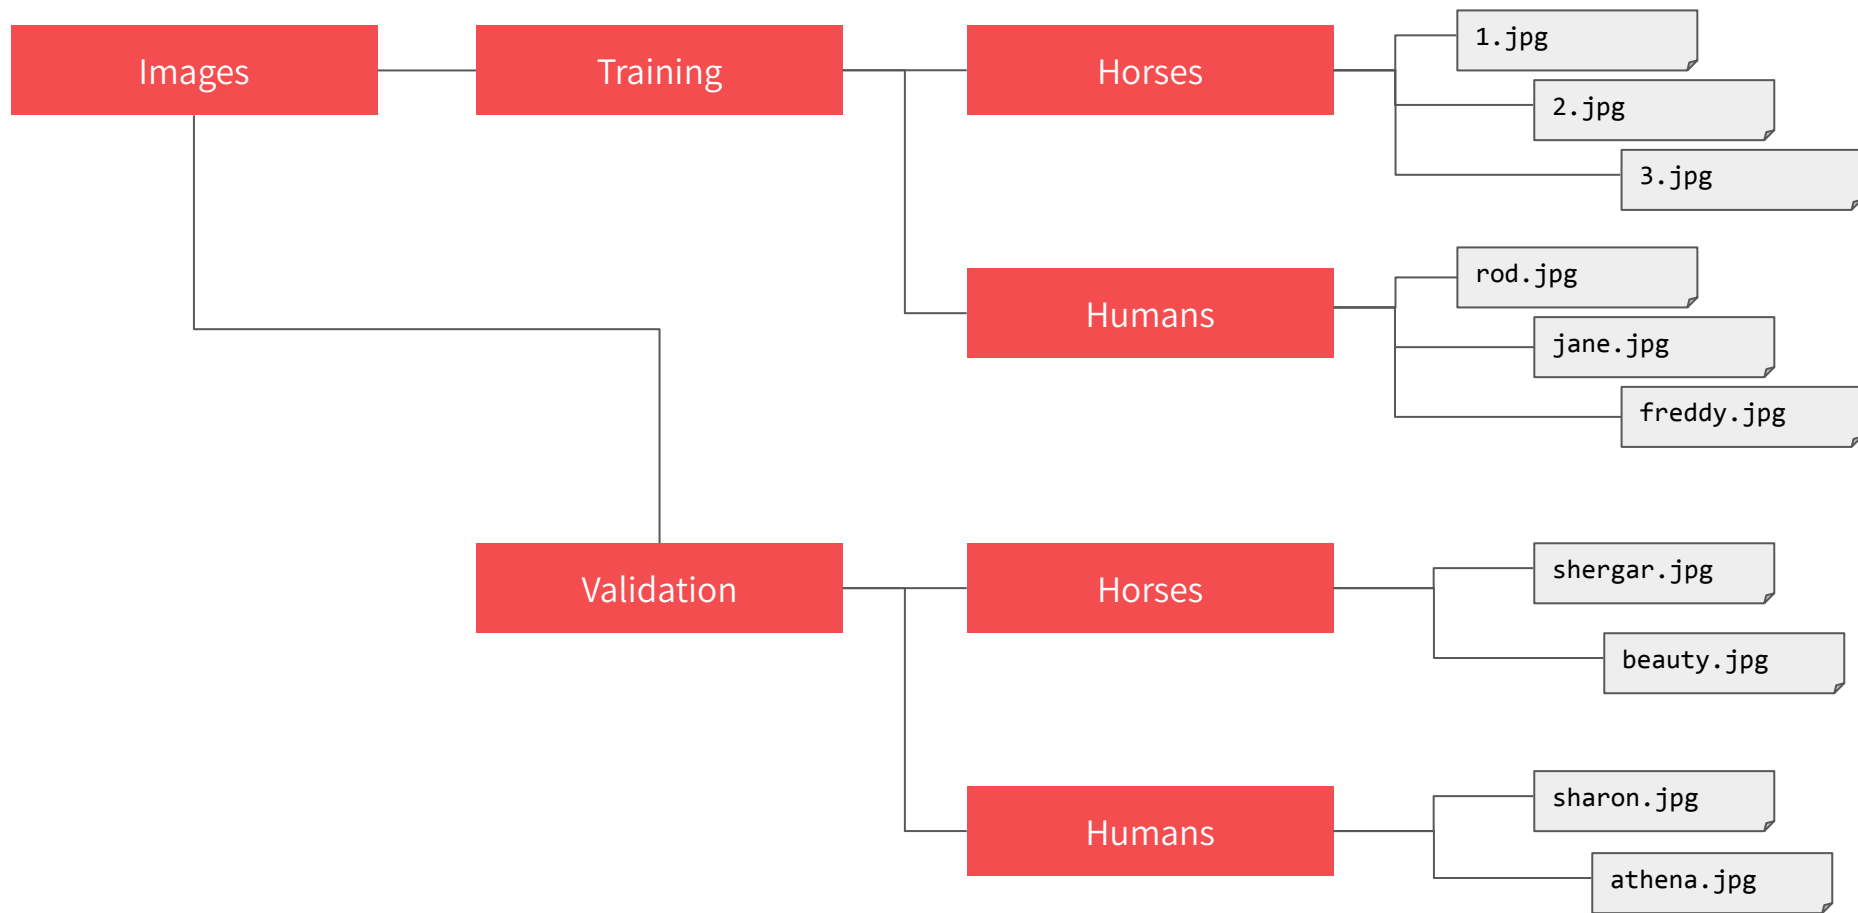 Images
Training
Horses
1.jpg
2.jpg
3.jpg
Humans
rod.jpg
jane.jpg
freddy.jpg
Validation
Horses
shergar.jpg
beauty.jpg
Humans
sharon.jpg
athena.jpg